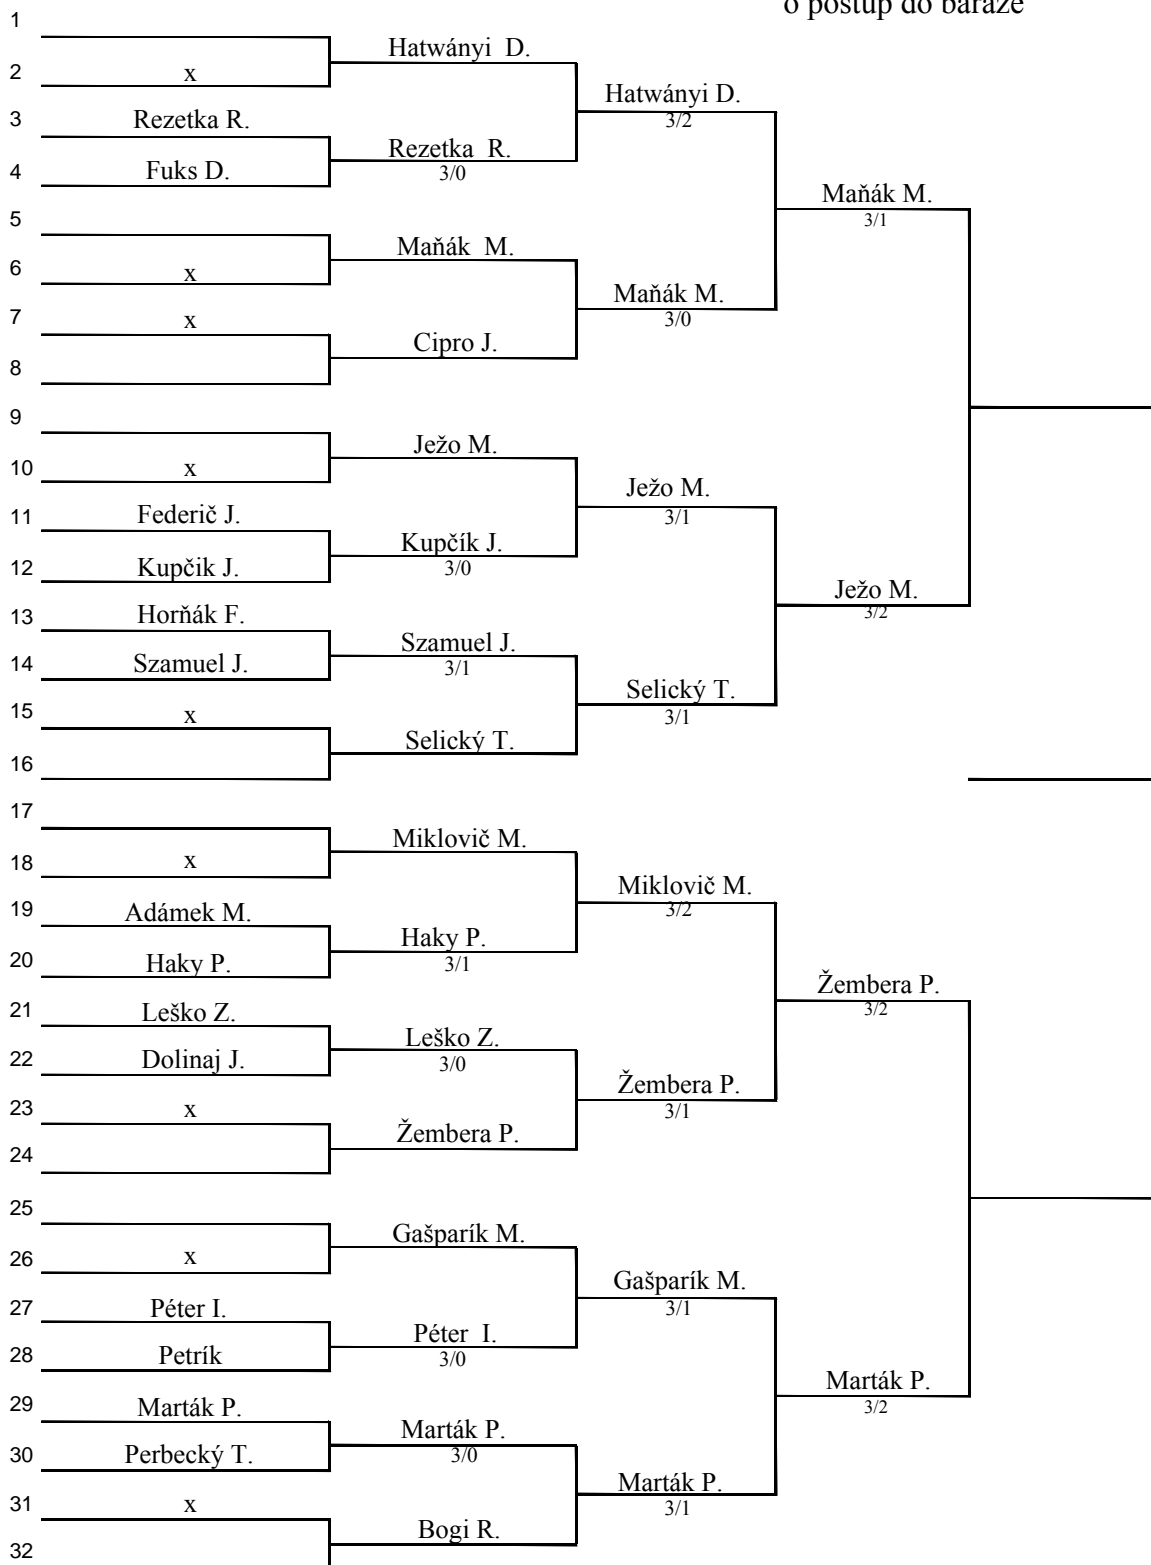 o postup do baráže
1
Hatwányi D.
2 x
Hatwányi D.
3/2
3 Rezetka R.
Rezetka R.
3/0
4 Fuks D.
Maňák M.
3/1
5
Maňák M.
6 x
Maňák M.
3/0
7 x
Cipro J.
8
9
Ježo M.
10 x
Ježo M.
3/1
11 Federič J.
Kupčík J.
3/0
12 Kupčik J.
Ježo M.
3/2
13 Horňák F.
Szamuel J.
3/1
14 Szamuel J.
Selický T.
3/1
15 x
Selický T.
16
17
Miklovič M.
18 x
Miklovič M.
3/2
19 Adámek M.
Haky P.
3/1
20 Haky P.
Žembera P.
3/2
21 Leško Z.
Leško Z.
3/0
22 Dolinaj J.
Žembera P.
3/1
23 x
Žembera P.
24
25
Gašparík M.
26 x
Gašparík M.
3/1
27 Péter I.
Péter I.
3/0
28 Petrík
Marták P.
3/2
29 Marták P.
Marták P.
3/0
30 Perbecký T.
Marták P.
3/1
31 x
Bogi R.
32